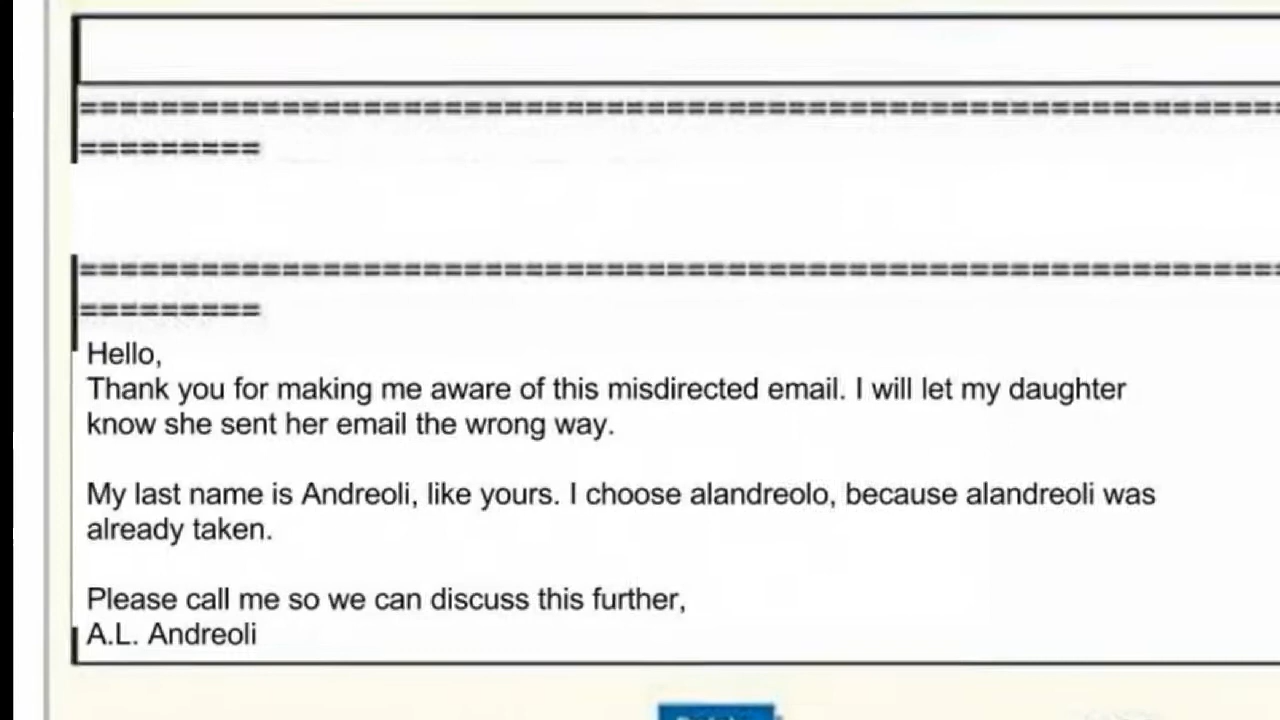 ==========================================================
=========
==========================================================
=========
Hello,
Thank you for making me aware of this misdirected email. I will let my daughter
know she sent her email the wrong way.
My last name is Andreoli, like yours. I choose alandreolo, because alandreoli was
already taken.
Please call me so we can discuss this further,
A.L. Andreoli